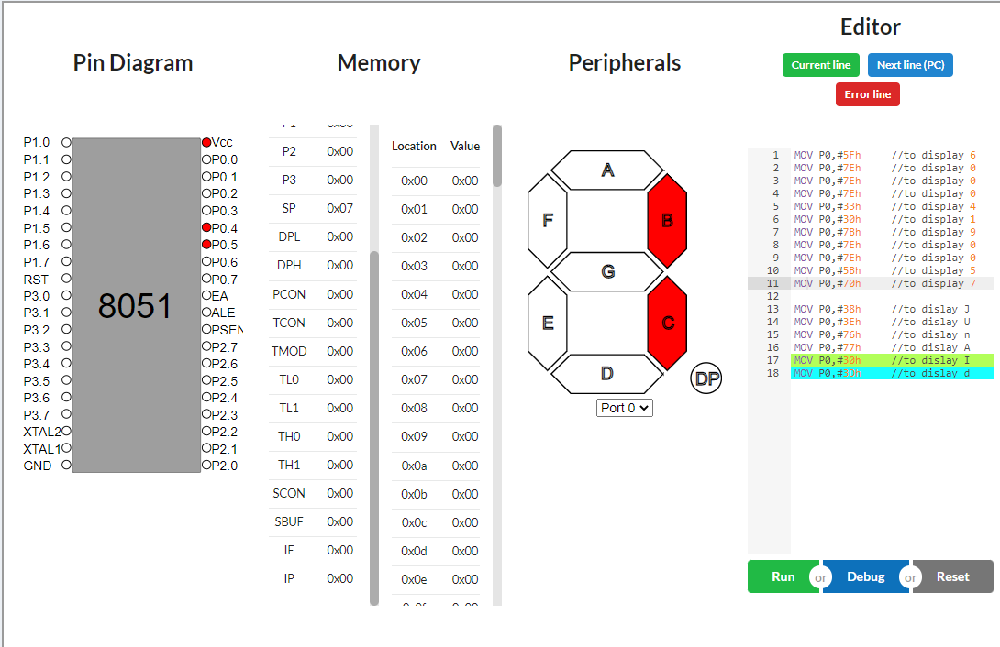 Pin Diagram
P1.0 Vcc
P1.1 P0.0
P1.2 P0.1
P1.3 P0.2
P1.4 P0.3
P1.5 P0.4
P1.6 P0.5
P1.7 P0.6
RST P0.7
P3.0 EA
P3.1 ALE
P3.2 PSEN
P3.3 P2.7
P3.4 P2.6
P3.5 P2.5
P3.6 P2.4
P3.7 P2.3
XTAL2 P2.2
XTAL1 P2.1
GND P2.0
8051
Memory
P1 0x00
P2 0x00
P3 0x00
SP 0x07
DPL 0x00
DPH 0x00
PCON 0x00
TCON 0x00
TMOD 0x00
TL0 0x00
TL1 0x00
TH0 0x00
TH1 0x00
SCON 0x00
SBUF 0x00
IE 0x00
IP 0x00
Location Value
0x00 0x00
0x01 0x00
0x02 0x00
0x03 0x00
0x04 0x00
0x05 0x00
0x06 0x00
0x07 0x00
0x08 0x00
0x09 0x00
0x0a 0x00
0x0b 0x00
0x0c 0x00
0x0d 0x00
0x0e 0x00
Peripherals
A
F B
G
E C
D
DP
Port 0
Editor
Current line Next line (PC)
Error line
1 MOV P0,#5Fh //to display 6
2 MOV P0,#7Eh //to display 0
3 MOV P0,#7Eh //to display 0
4 MOV P0,#7Eh //to display 0
5 MOV P0,#33h //to display 4
6 MOV P0,#30h //to display 1
7 MOV P0,#7Bh //to display 9
8 MOV P0,#7Eh //to display 0
9 MOV P0,#7Eh //to display 0
10 MOV P0,#5Bh //to display 5
11 MOV P0,#70h //to display 7
12
13 MOV P0,#38h //to dislay J
14 MOV P0,#3Eh //to dislay U
15 MOV P0,#76h //to dislay n
16 MOV P0,#77h //to dislay A
17 MOV P0,#30h //to dislay I
18 MOV P0,#3Dh //to dislay d
Run or Debug or Reset